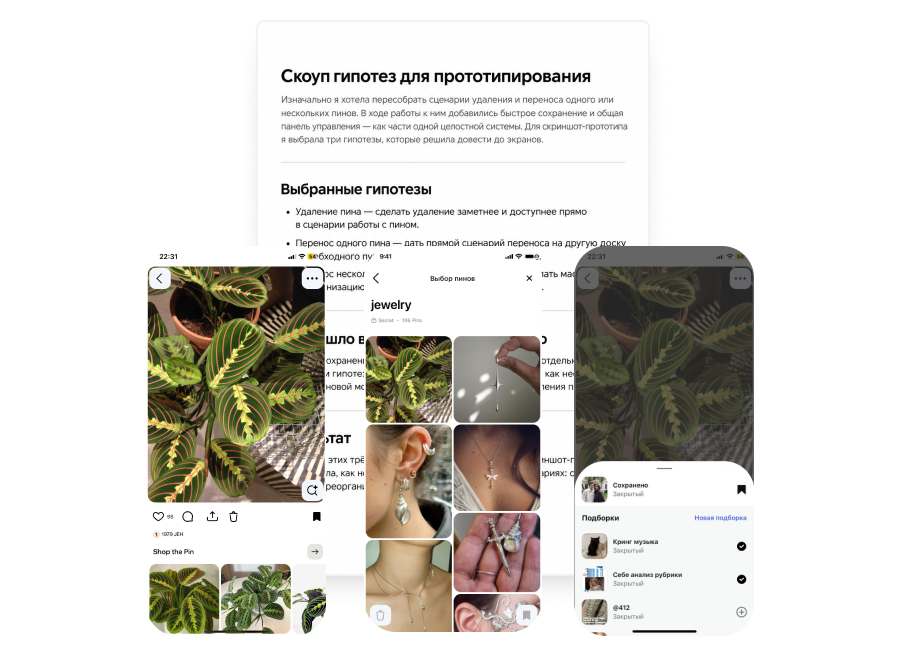 Скоуп гипотез для прототипирования
Изначально я хотела пересобрать сценарии удаления и переноса одного или
нескольких пинов. В ходе работы к ним добавились быстрое сохранение и общая
панель управления — как части одной целостной системы. Для скриншот-прототипа
я выбрала три гипотезы, которые решила довести до экранов.
Выбранные гипотезы
• Удаление пина — сделать удаление заметнее и доступнее прямо
в сценарии работы с пином.
• Перенос одного пина — дать прямой сценарий переноса на другую доску
22:31
54
98
1979 ЈЕН
Shop the Pin
9:41
Выбор пинов
jewelry
Secret • 196 Pins
22:31
Сохранено
Закрытый
Подборки
Новая подборка
Кринг музыка
Закрытый
Себе анализ рубрики
Закрытый
@412
Закрытый